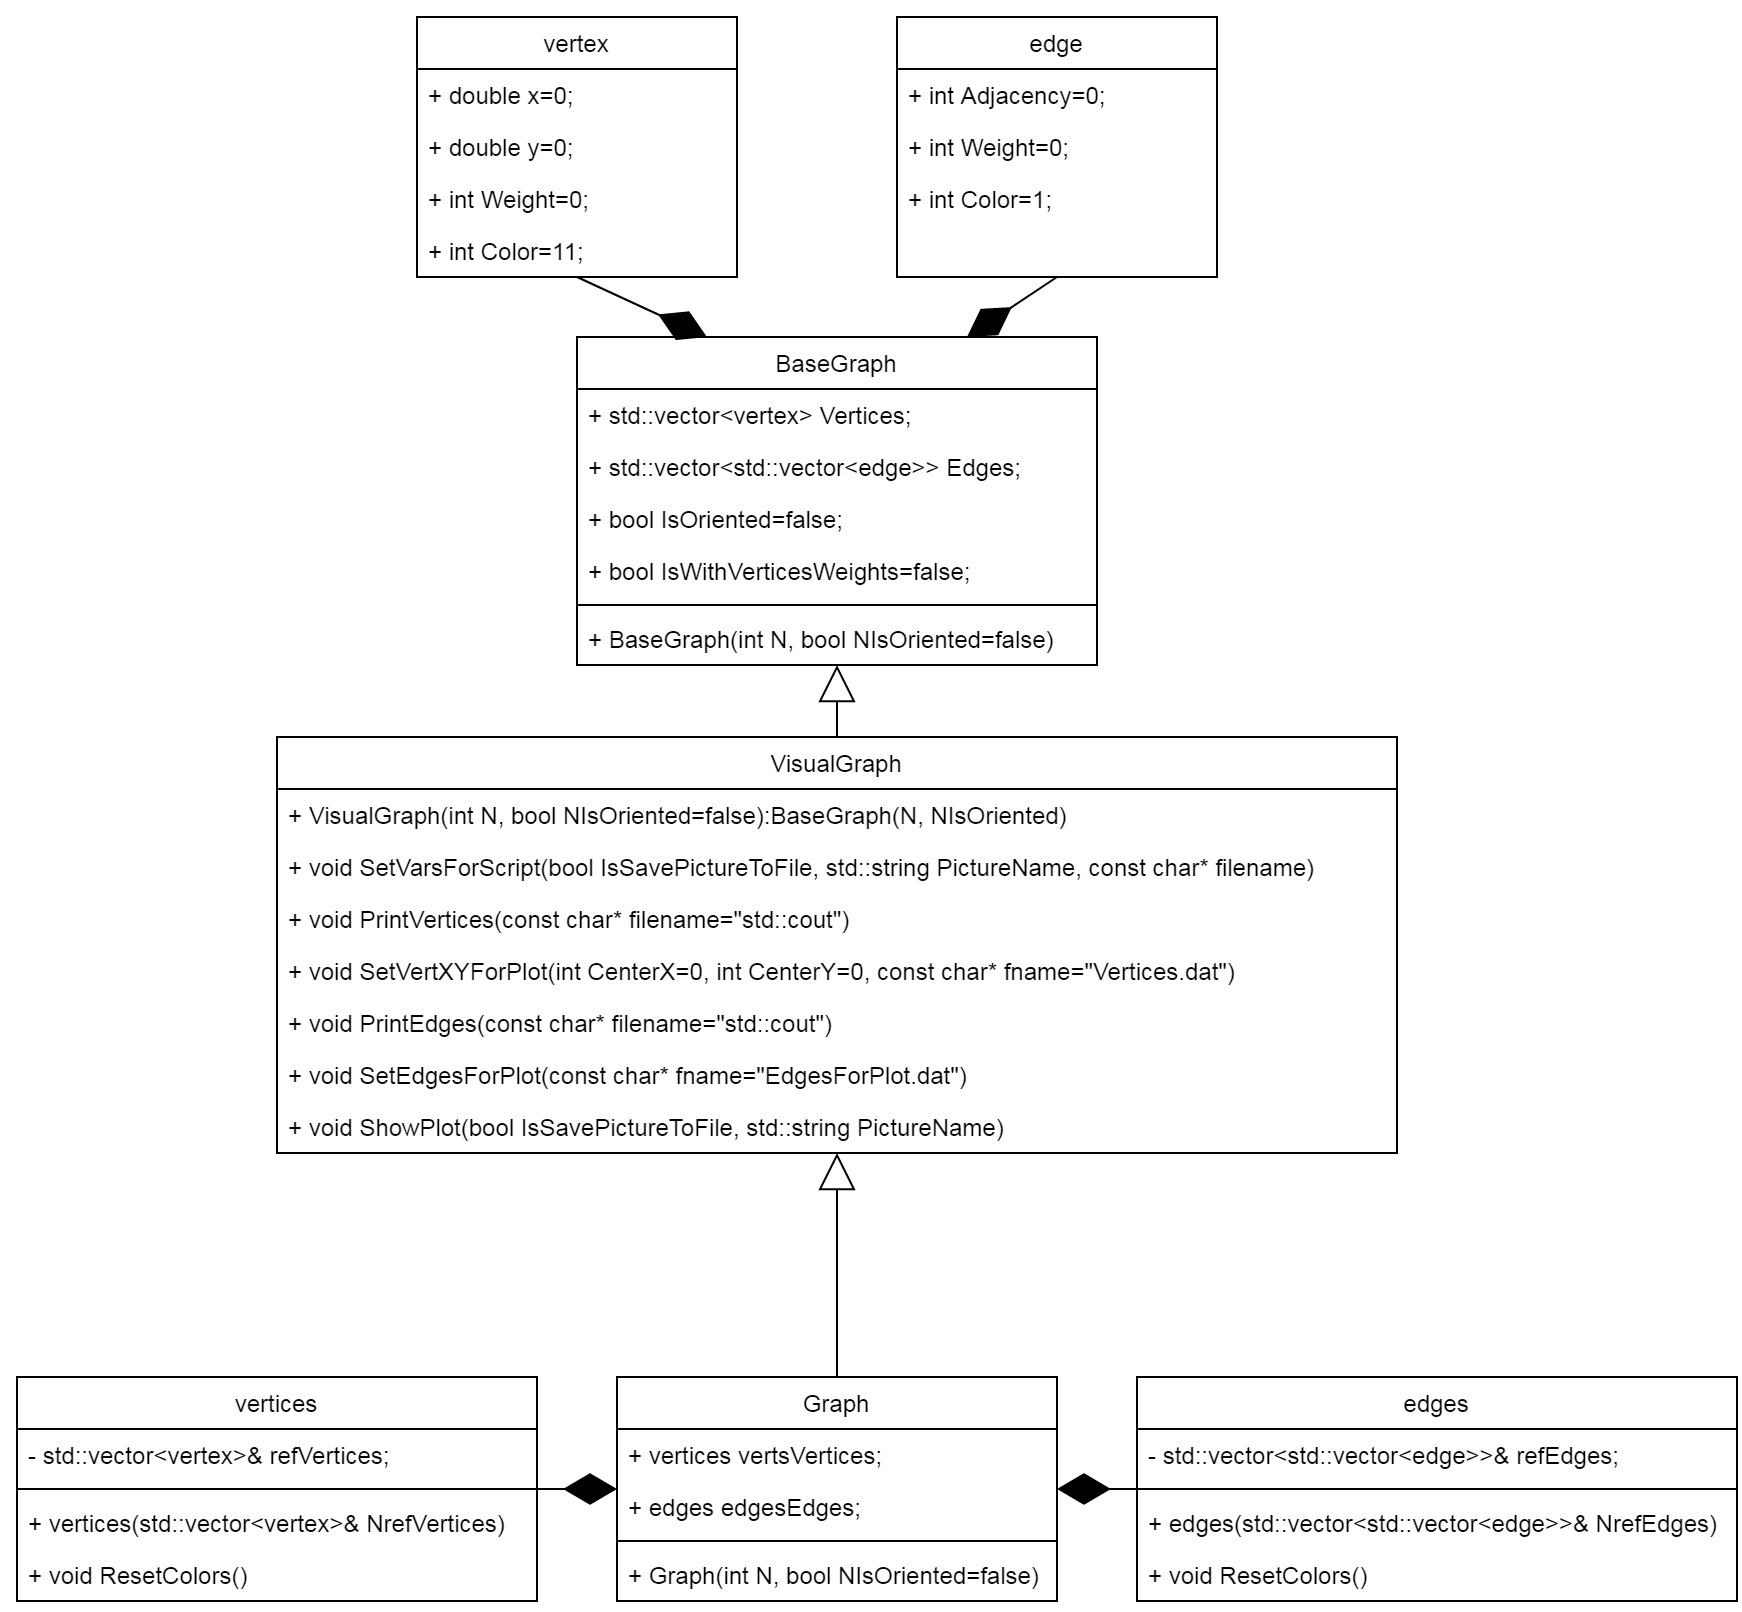 vertex
+ double x=0;
+ double y=0;
+ int Weight=0;
+ int Color=11;
edge
+ int Adjacency=0;
+ int Weight=0;
+ int Color=1;
BaseGraph
+ std::vector<vertex> Vertices;
+ std::vector<std::vector<edge>> Edges;
+ bool IsOriented=false;
+ bool IsWithVerticesWeights=false;
+ BaseGraph(int N, bool NIsOriented=false)
VisualGraph
+ VisualGraph(int N, bool NIsOriented=false):BaseGraph(N, NIsOriented)
+ void SetVarsForScript(bool IsSavePictureToFile, std::string PictureName, const char* filename)
+ void PrintVertices(const char* filename="std::cout")
+ void SetVertXYForPlot(int CenterX=0, int CenterY=0, const char* fname="Vertices.dat")
+ void PrintEdges(const char* filename="std::cout")
+ void SetEdgesForPlot(const char* fname="EdgesForPlot.dat")
+ void ShowPlot(bool IsSavePictureToFile, std::string PictureName)
vertices
- std::vector<vertex>& refVertices;
+ vertices(std::vector<vertex>& NrefVertices)
+ void ResetColors()
Graph
+ vertices vertsVertices;
+ edges edgesEdges;
+ Graph(int N, bool NIsOriented=false)
edges
- std::vector<std::vector<edge>>& refEdges;
+ edges(std::vector<std::vector<edge>>& NrefEdges)
+ void ResetColors()